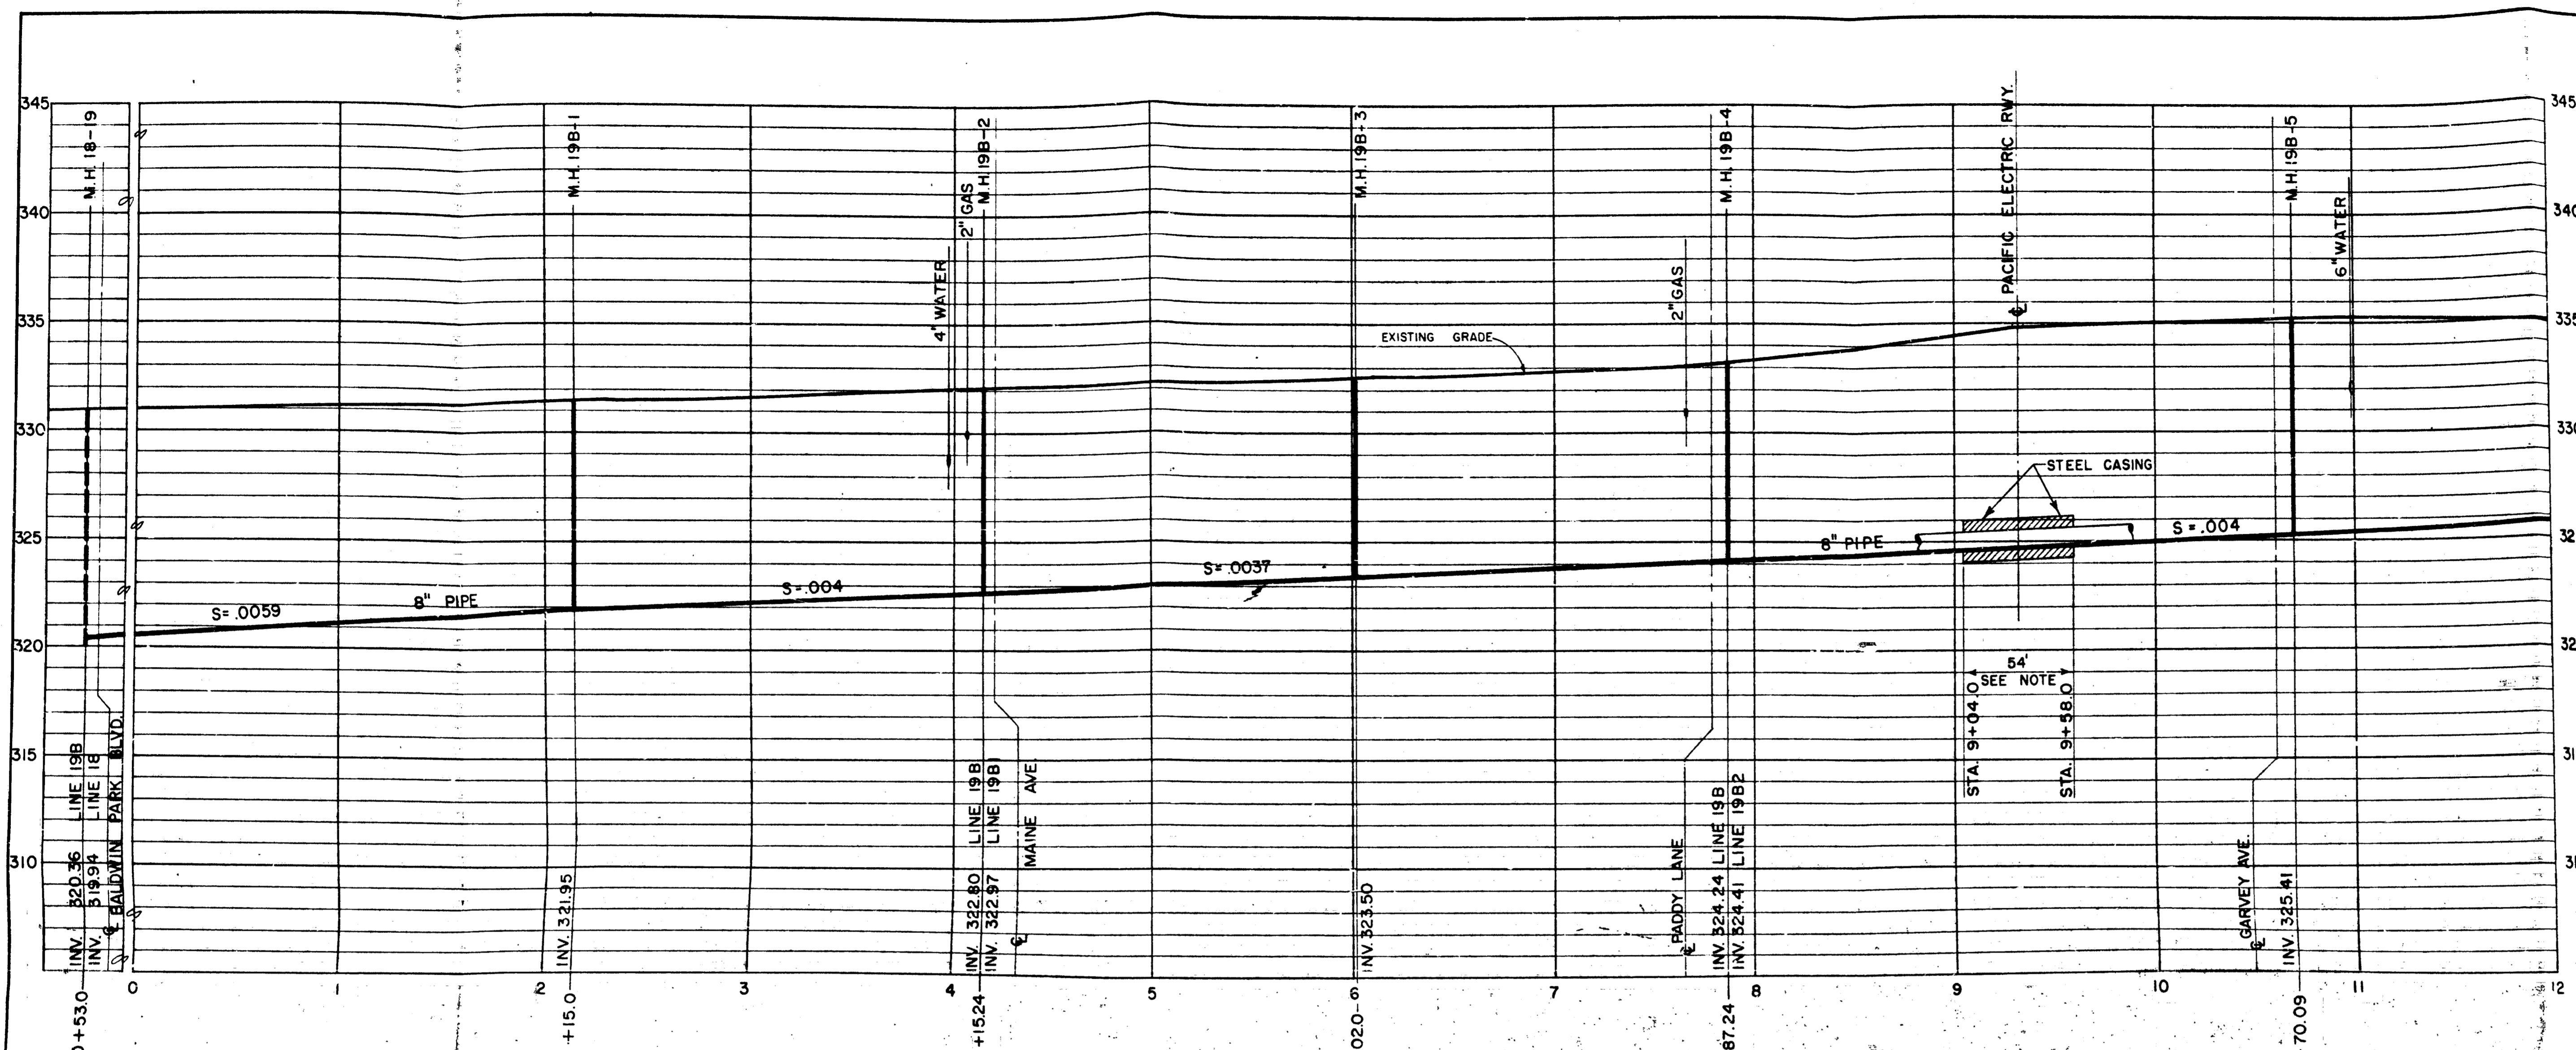 345
340
335
330
325
320
315
310
M.H. 18-19
M.H. 19B-1
4" WATER
2" GAS
M.H. 19B-2
M.H. 19B-3
2" GAS
M.H. 19B-4
PACIFIC ELECTRIC RWY.
M.H. 19B-5
6" WATER
345
340
335
330
EXISTING GRADE
STEEL CASING
S= .0059
8" PIPE
S=.004
S= .0037
8" PIPE
S=.004
54'
SEE NOTE
STA. 9+04.0
STA. 9+58.0
INV. 320.36 LINE 19B
INV. 319.94 LINE 18
℄ BALDWIN PARK BLVD.
INV. 321.95
INV. 322.80 LINE 19B
INV. 322.97 LINE 19B1
℄ MAINE AVE.
INV. 323.50
℄ PADDY LANE
INV. 324.24 LINE 19B
INV. 324.41 LINE 19B2
℄ GARVEY AVE.
INV. 325.41
0 1 2 3 4 5 6 7 8 9 10 11 12
+53.0
+15.0
+15.24
02.0
87.24
70.09